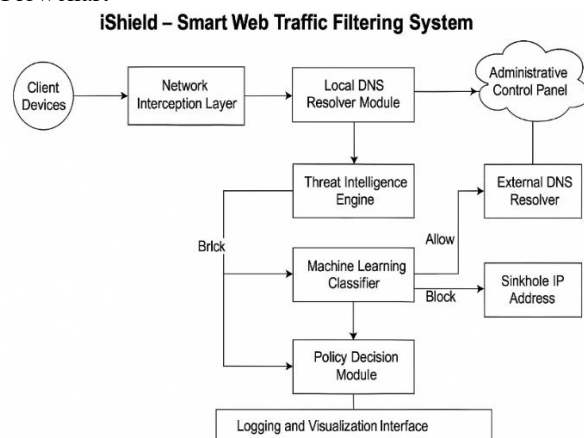 iShield – Smart Web Traffic Filtering System
Client
Devices
Network
Interception Layer
Local DNS
Resolver Module
Administrative
Control Panel
Threat Intelligence
Engine
External DNS
Resolver
Brick
Allow
Machine Learning
Classifier
Block
Sinkhole IP
Address
Policy Decision
Module
Logging and Visualization Interface